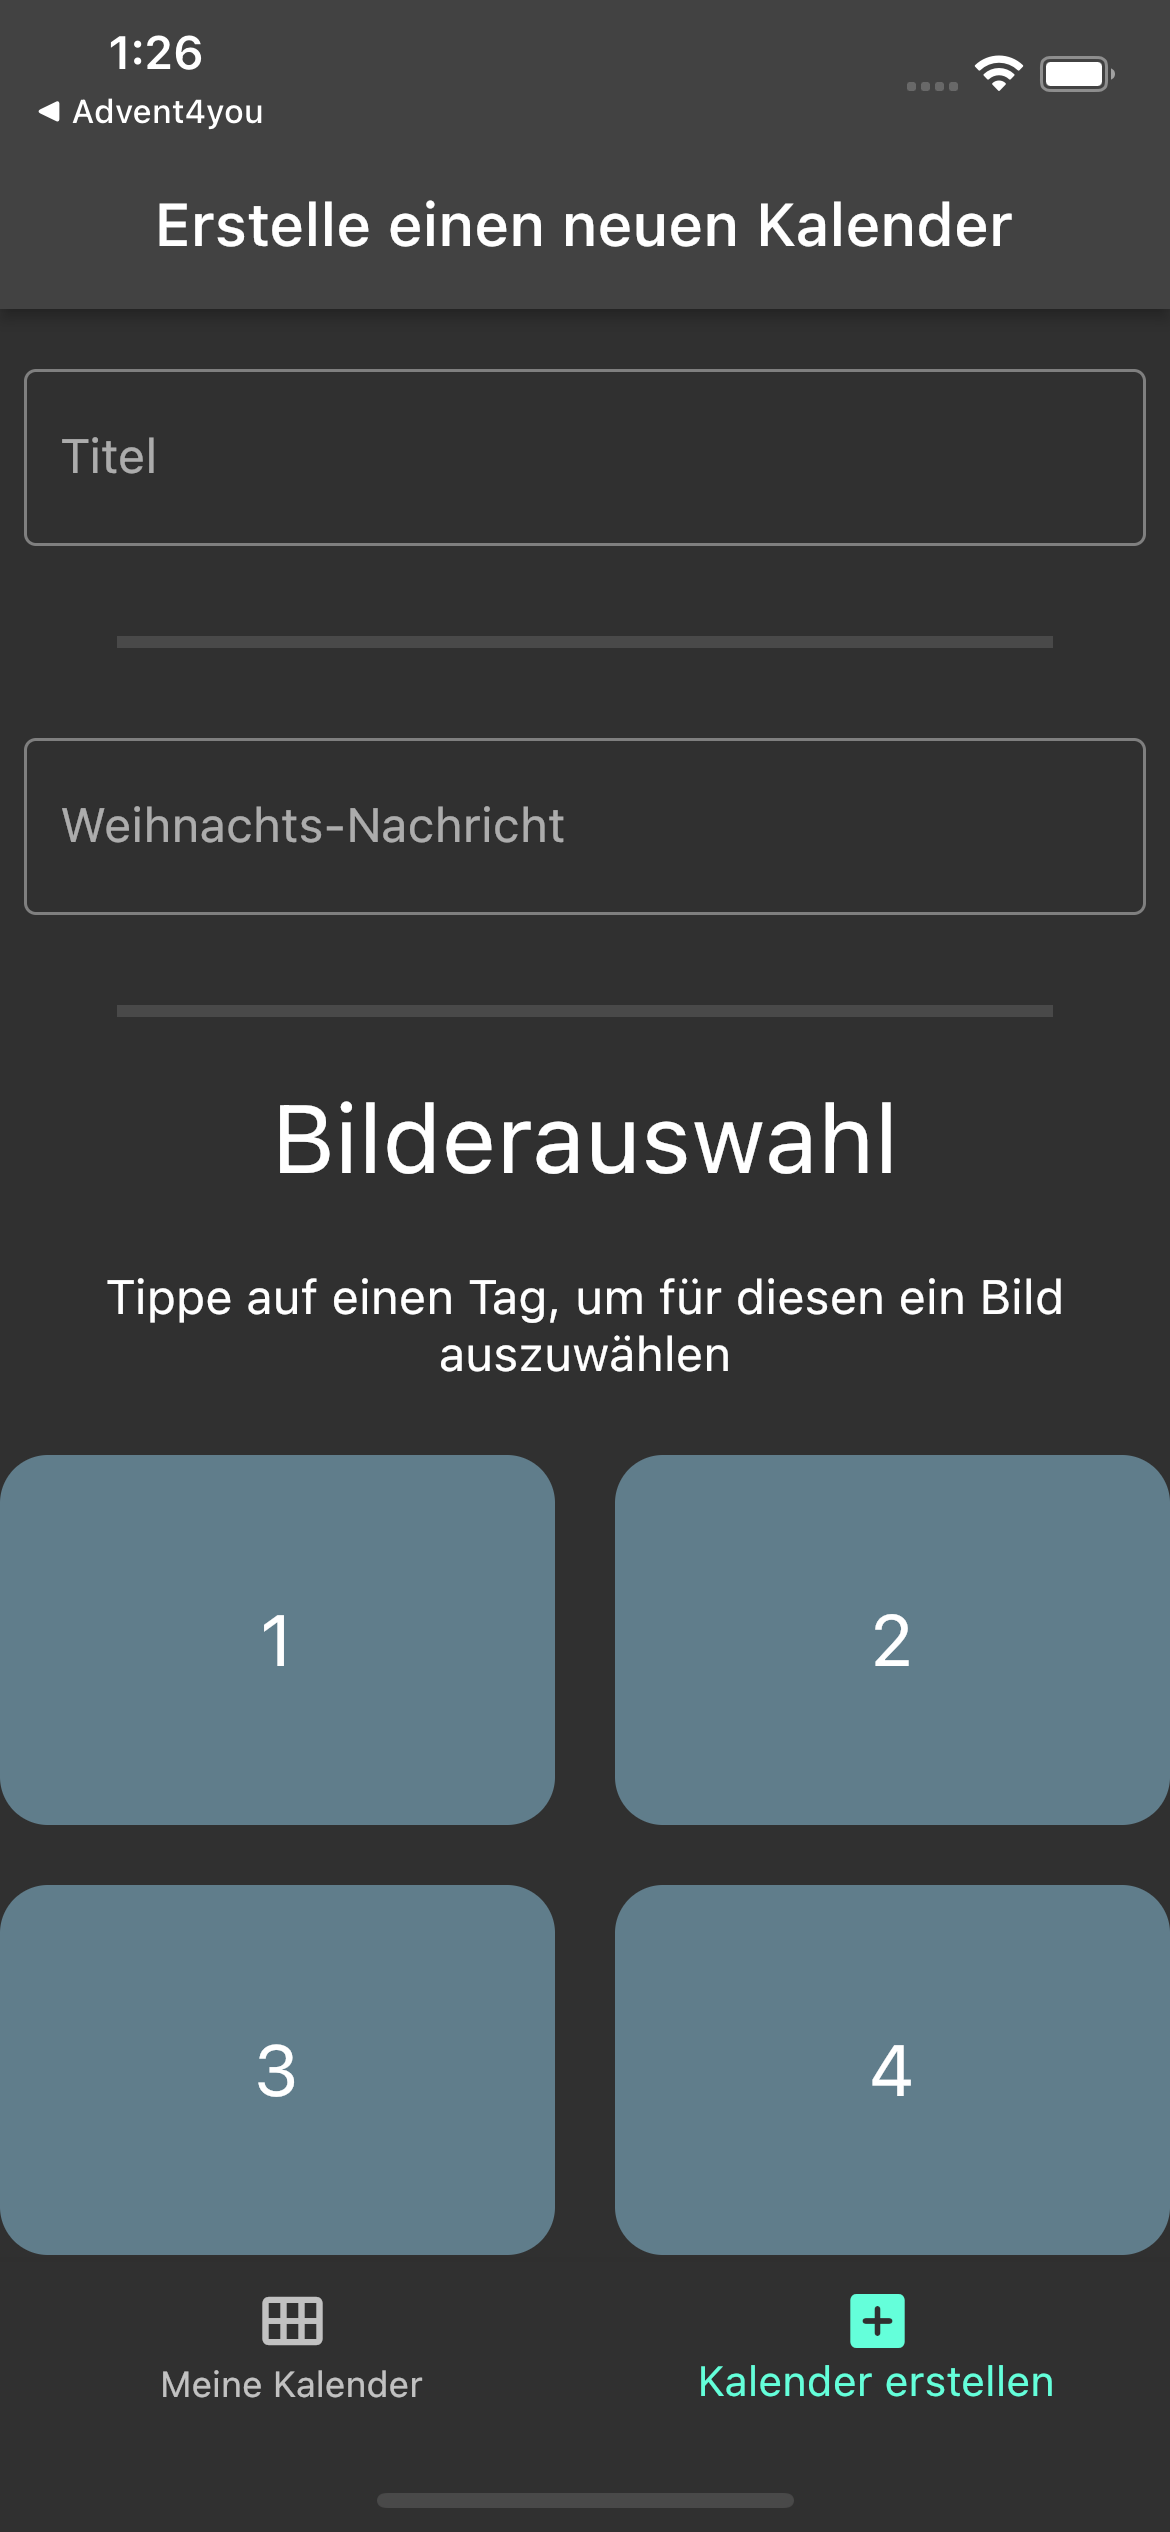 1:26
Advent4you
Erstelle einen neuen Kalender
Titel
Weihnachts-Nachricht
Bilderauswahl
Tippe auf einen Tag, um für diesen ein Bild
auszuwählen
1
2
3
4
Meine Kalender
Kalender erstellen